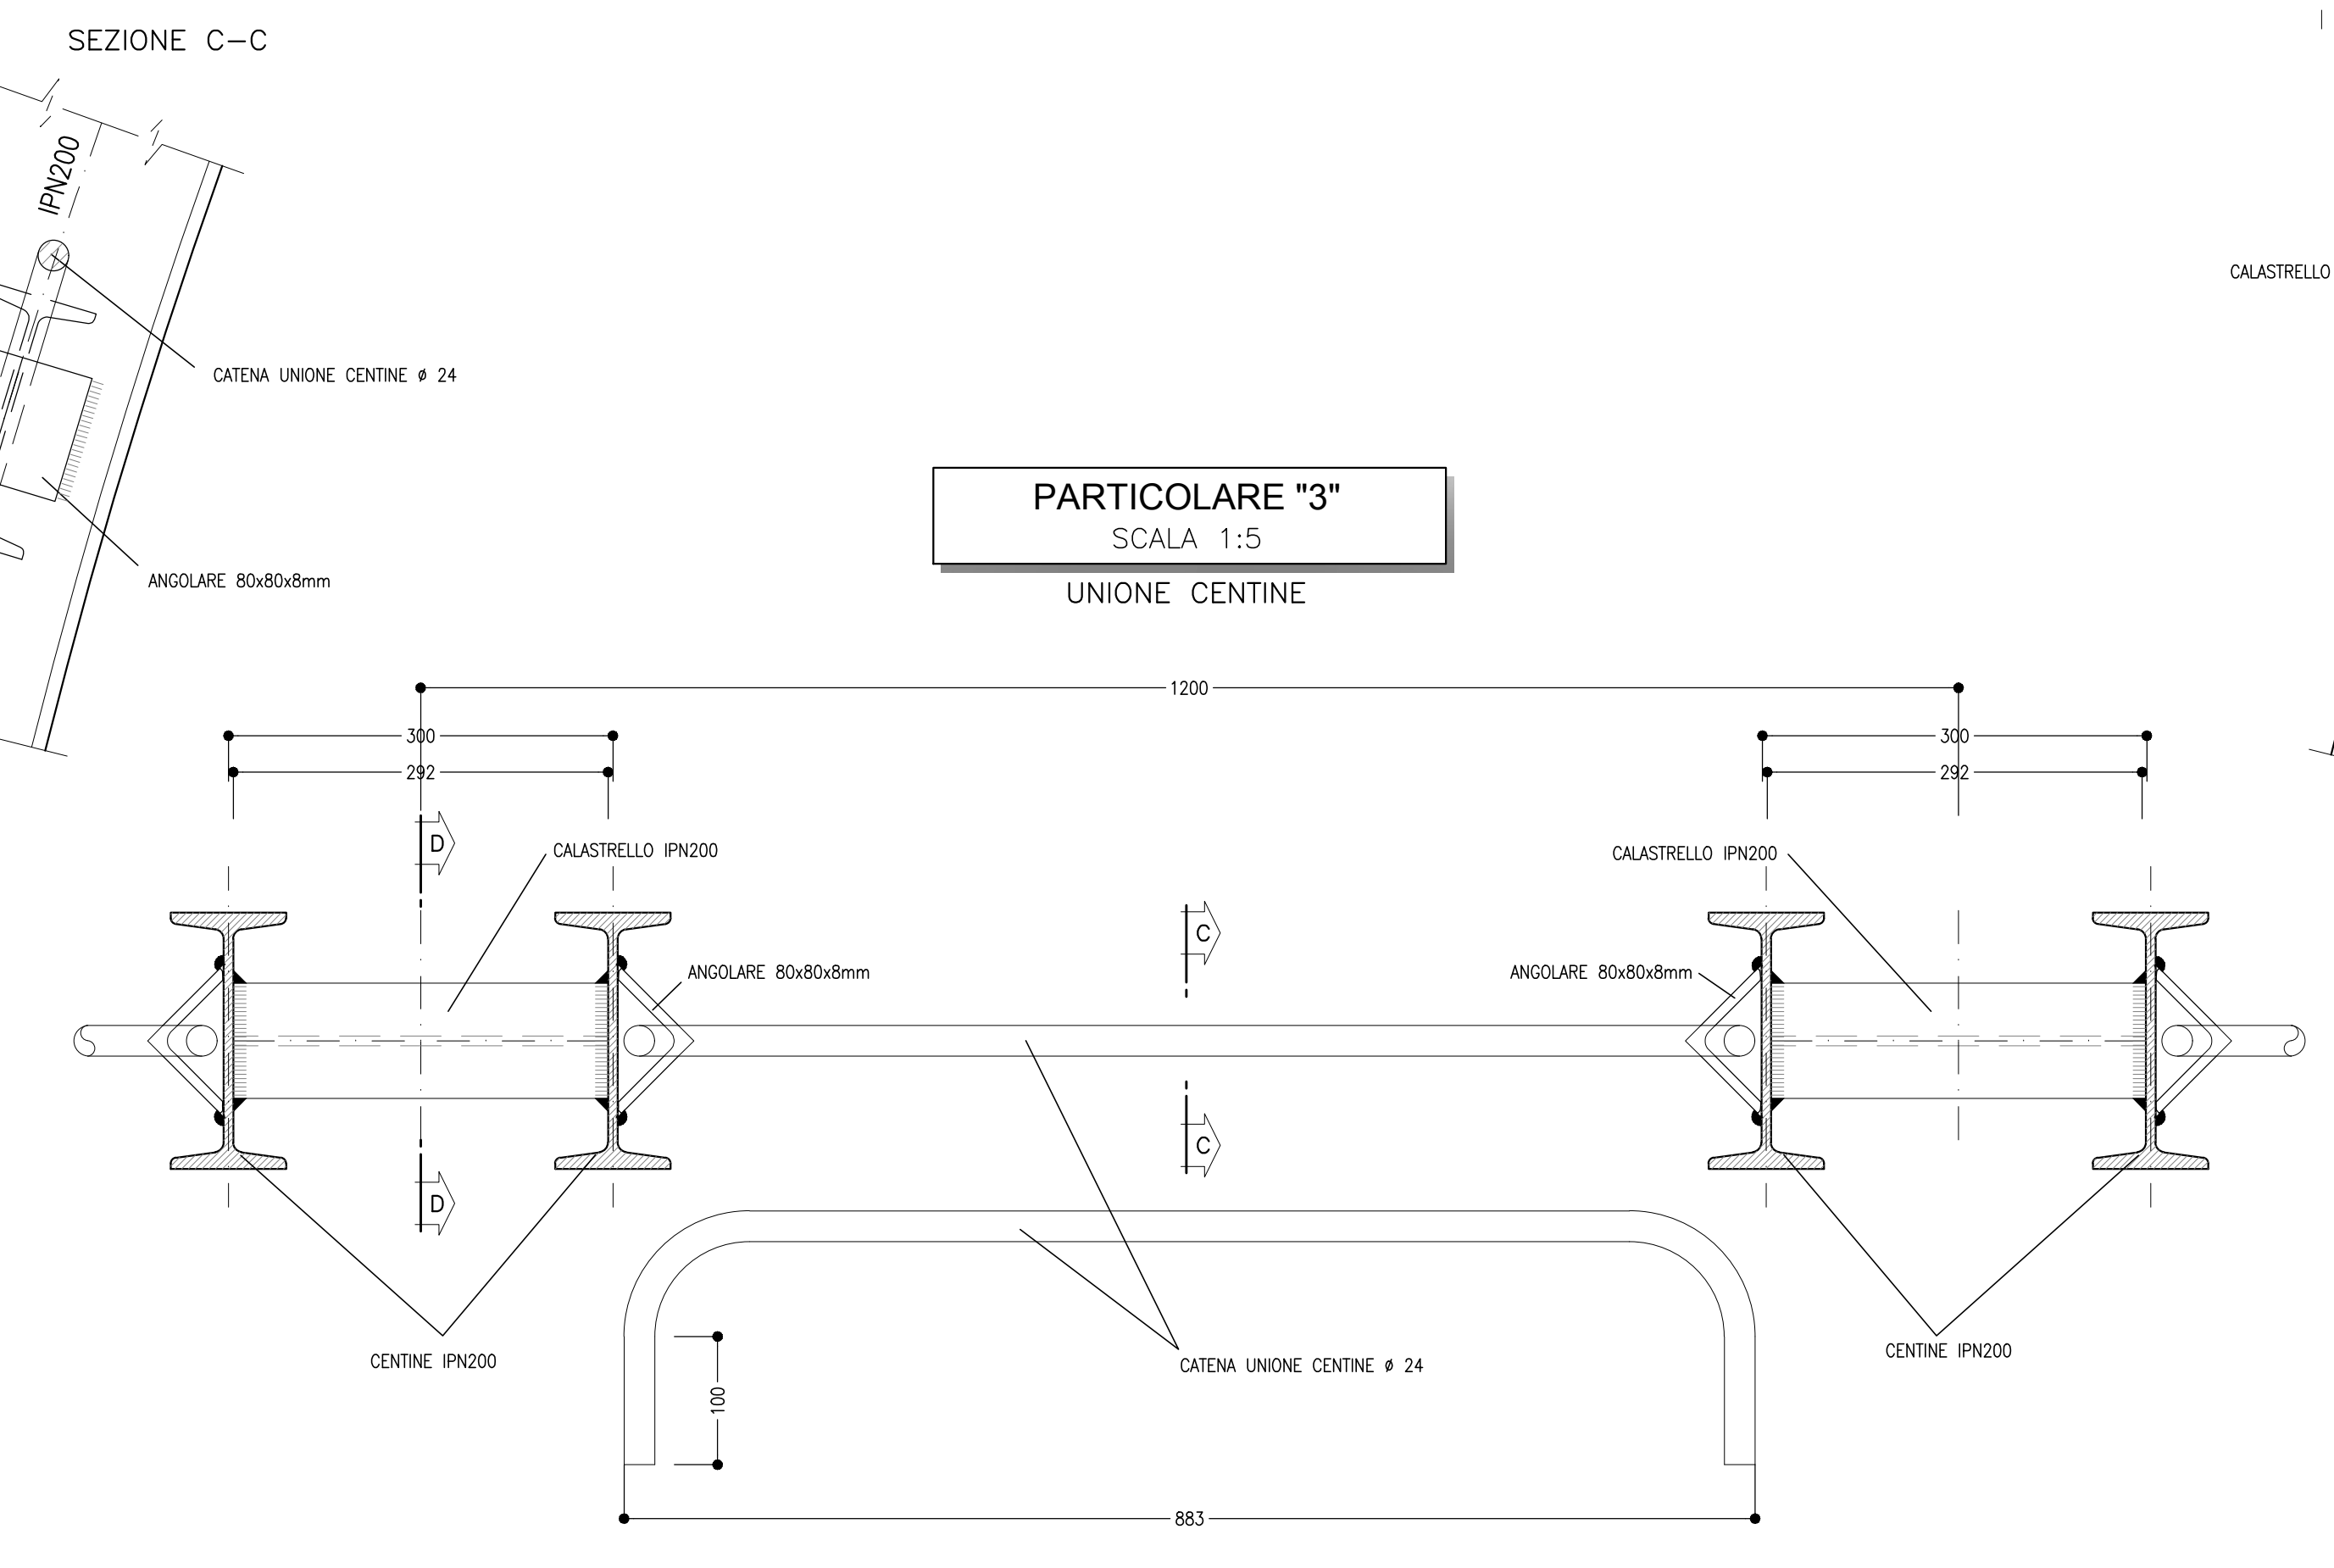 SEZIONE C-C
IPN200
CALASTRELLO
CATENA UNIONE CENTINE ø 24
PARTICOLARE "3"
SCALA 1:5
ANGOLARE 80x80x8mm
UNIONE CENTINE
1200
300
300
292
292
D
CALASTRELLO IPN200
CALASTRELLO IPN200
C
ANGOLARE 80x80x8mm
ANGOLARE 80x80x8mm
C
D
CENTINE IPN200
CATENA UNIONE CENTINE ø 24
CENTINE IPN200
100
883